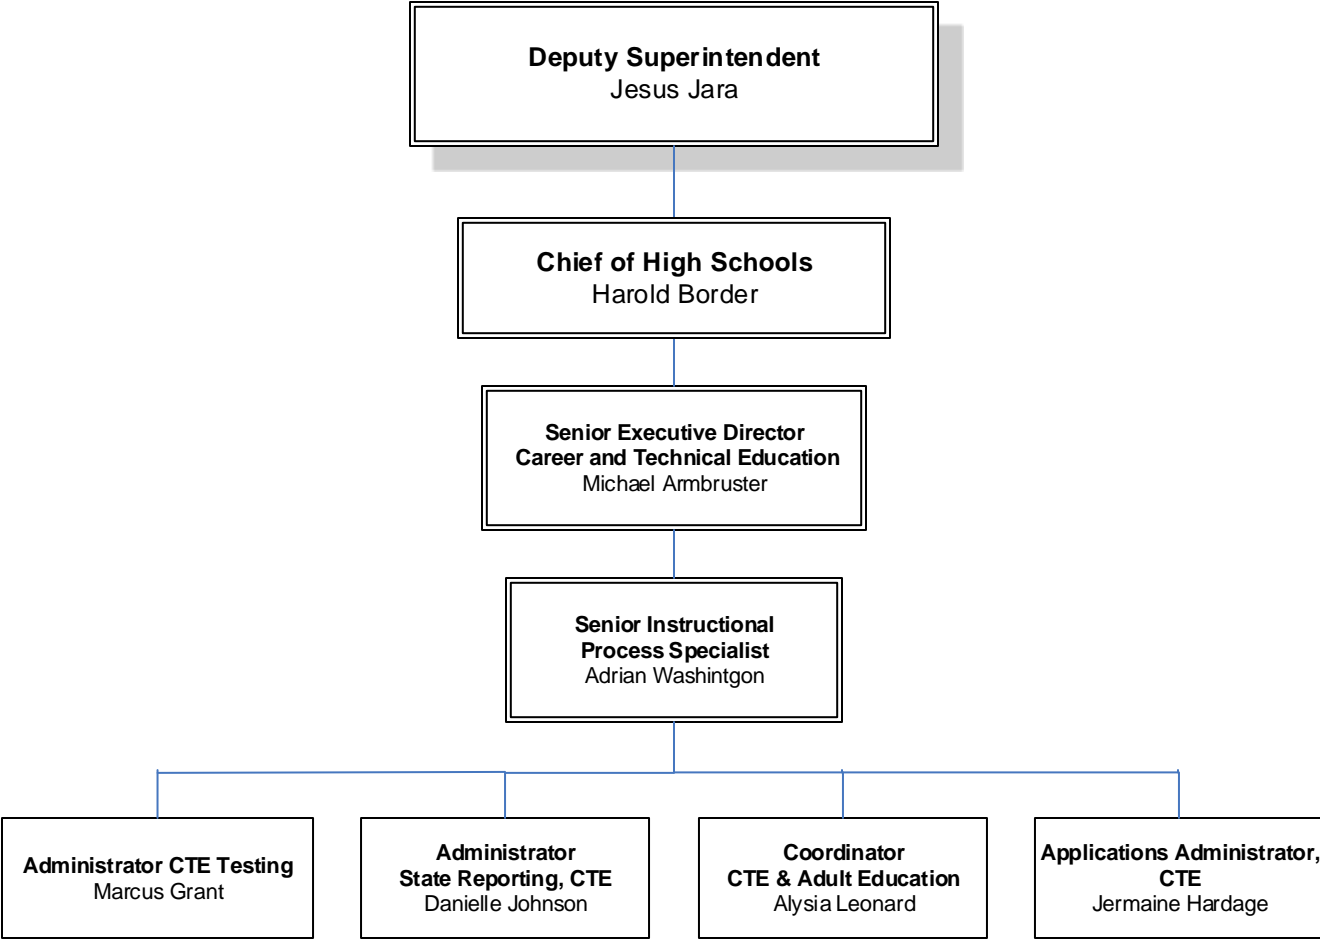 Deputy Superintendent
Jesus Jara
Chief of High Schools
Harold Border
Senior Executive Director
Career and Technical Education
Michael Armbruster
Senior Instructional
Process Specialist
Adrian Washintgon
Administrator CTE Testing
Marcus Grant
Administrator
State Reporting, CTE
Danielle Johnson
Coordinator
CTE & Adult Education
Alysia Leonard
Applications Administrator,
CTE
Jermaine Hardage